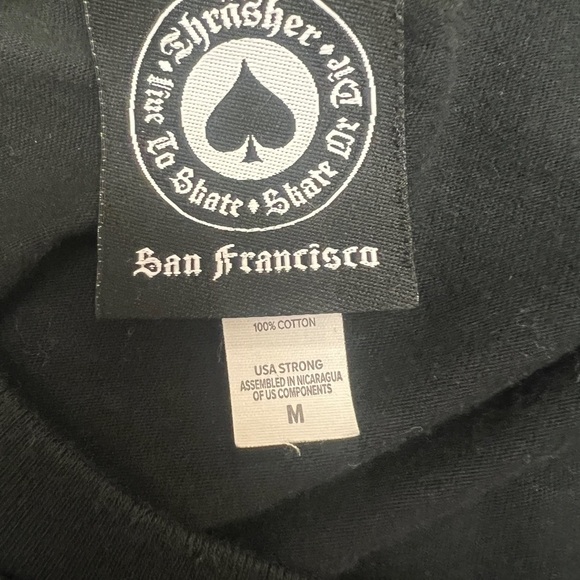 Thrasher
Live To Skate • Skate Or Die
San Francisco
100% COTTON
USA STRONG
ASSEMBLED IN NICARAGUA
OF US COMPONENTS
M